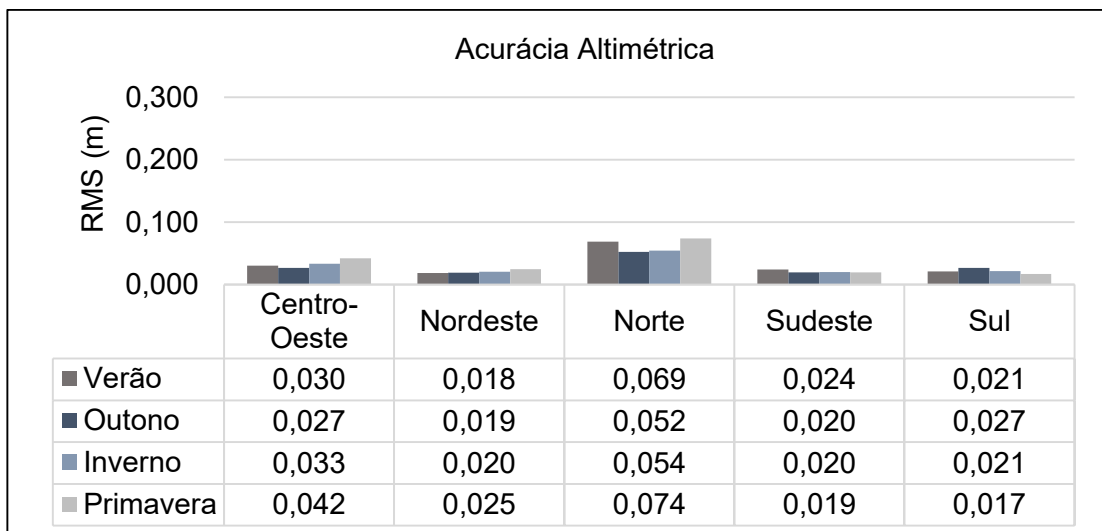 Acurácia Altimétrica
RMS (m)
0,300
0,200
0,100
0,000
Centro-
Oeste
Nordeste
Norte
Sudeste
Sul
Verão 0,030 0,018 0,069 0,024 0,021
Outono 0,027 0,019 0,052 0,020 0,027
Inverno 0,033 0,020 0,054 0,020 0,021
Primavera 0,042 0,025 0,074 0,019 0,017